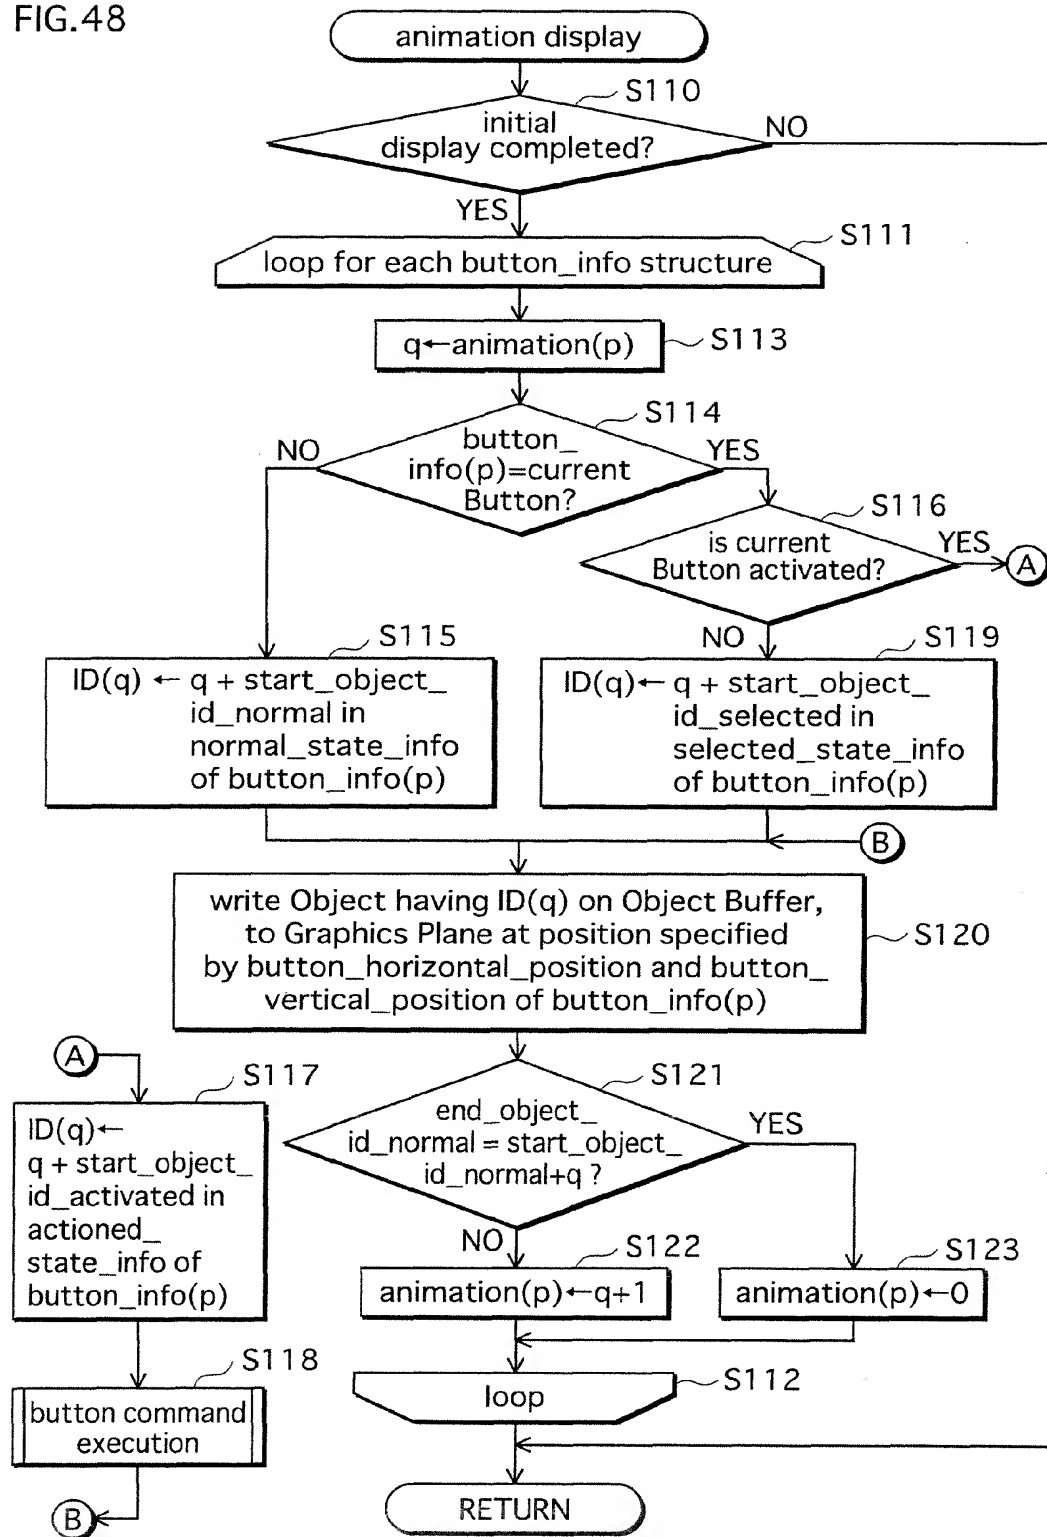 FIG.48
animation display
S110
initial
display completed?
NO
YES
S111
loop for each button_info structure
q←animation(p)
S113
S114
NO
button_
info(p)=current
Button?
YES
S116
is current
Button activated?
YES
A
NO
S115
S119
ID(q) ← q + start_object_
id_normal in
normal_state_info
of button_info(p)
ID(q)← q + start_object_
id_selected in
selected_state_info
of button_info(p)
B
write Object having ID(q) on Object Buffer,
to Graphics Plane at position specified
by button_horizontal_position and button_
vertical_position of button_info(p)
S120
A
S117
ID(q)←
q + start_object_
id_activated in
actioned_
state_info of
button_info(p)
S121
end_object_
id_normal = start_object_
id_normal+q ?
YES
NO
S122
animation(p)←q+1
S123
animation(p)←0
S118
button command
execution
B
S112
loop
RETURN